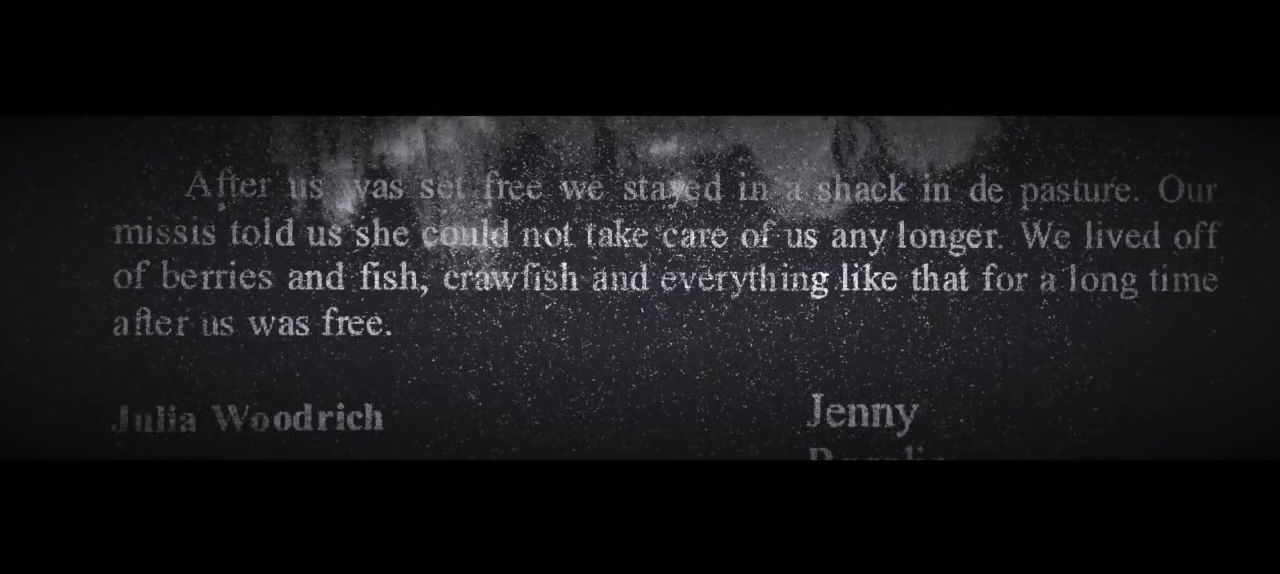 After us was set free we stayed in a shack in de pasture. Our
missis told us she could not take care of us any longer. We lived off
of berries and fish, crawfish and everything like that for a long time
after us was free.
Julia Woodrich
Jenny